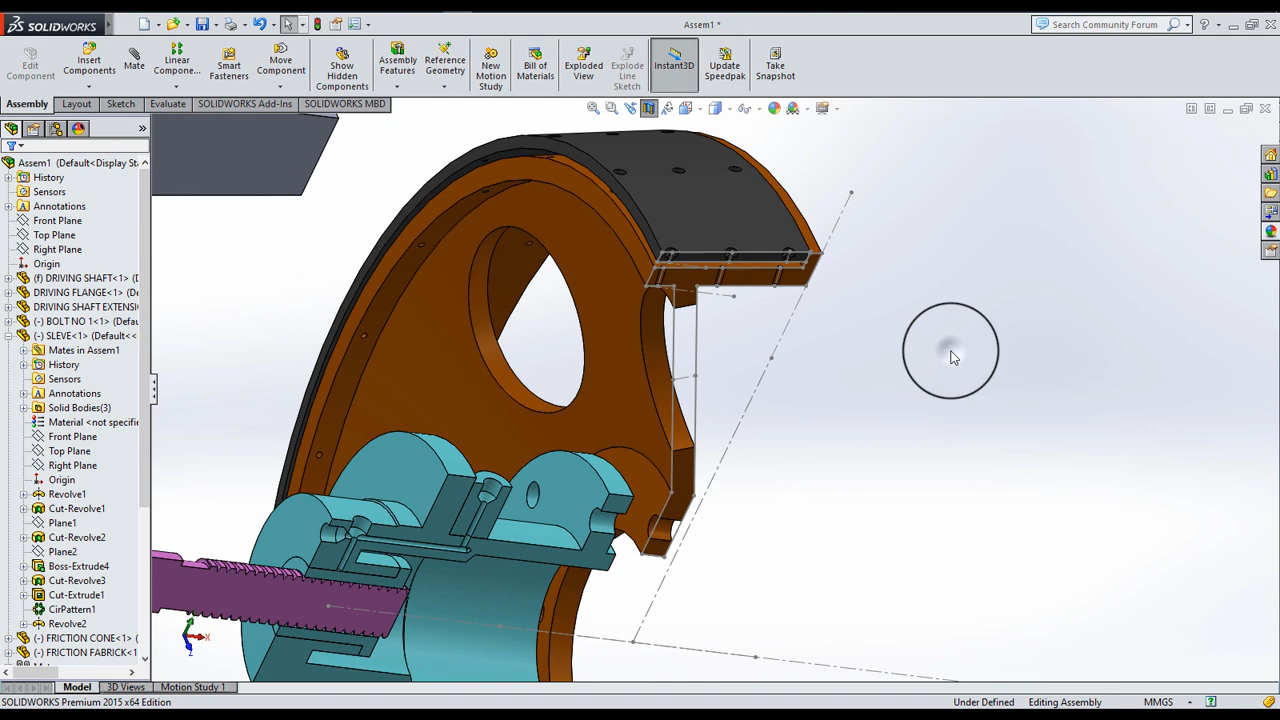 SOLIDWORKS
Assem1 *
Search Community Forum
Edit Component
Insert Components
Mate
Linear Compone...
Smart Fasteners
Move Component
Show Hidden Components
Assembly Features
Reference Geometry
New Motion Study
Bill of Materials
Exploded View
Explode Line Sketch
Instant3D
Update Speedpak
Take Snapshot
Assembly
Layout
Sketch
Evaluate
SOLIDWORKS Add-Ins
SOLIDWORKS MBD
Assem1 (Default<Display Sta
History
Sensors
Annotations
Front Plane
Top Plane
Right Plane
Origin
(f) DRIVING SHAFT<1> (Def
DRIVING FLANGE<1> (Defau
DRIVING SHAFT EXTENSIO
(-) BOLT NO 1<1> (Defau
(-) SLEVE<1> (Default<<
Mates in Assem1
History
Sensors
Annotations
Solid Bodies(3)
Material <not specifie
Front Plane
Top Plane
Right Plane
Origin
Revolve1
Cut-Revolve1
Plane1
Cut-Revolve2
Plane2
Boss-Extrude4
Cut-Revolve3
Cut-Extrude1
CirPattern1
Revolve2
(-) FRICTION CONE<1> (
(-) FRICTION FABRICK<1
X
Z
Model
3D Views
Motion Study 1
SOLIDWORKS Premium 2015 x64 Edition
Under Defined
Editing Assembly
MMGS